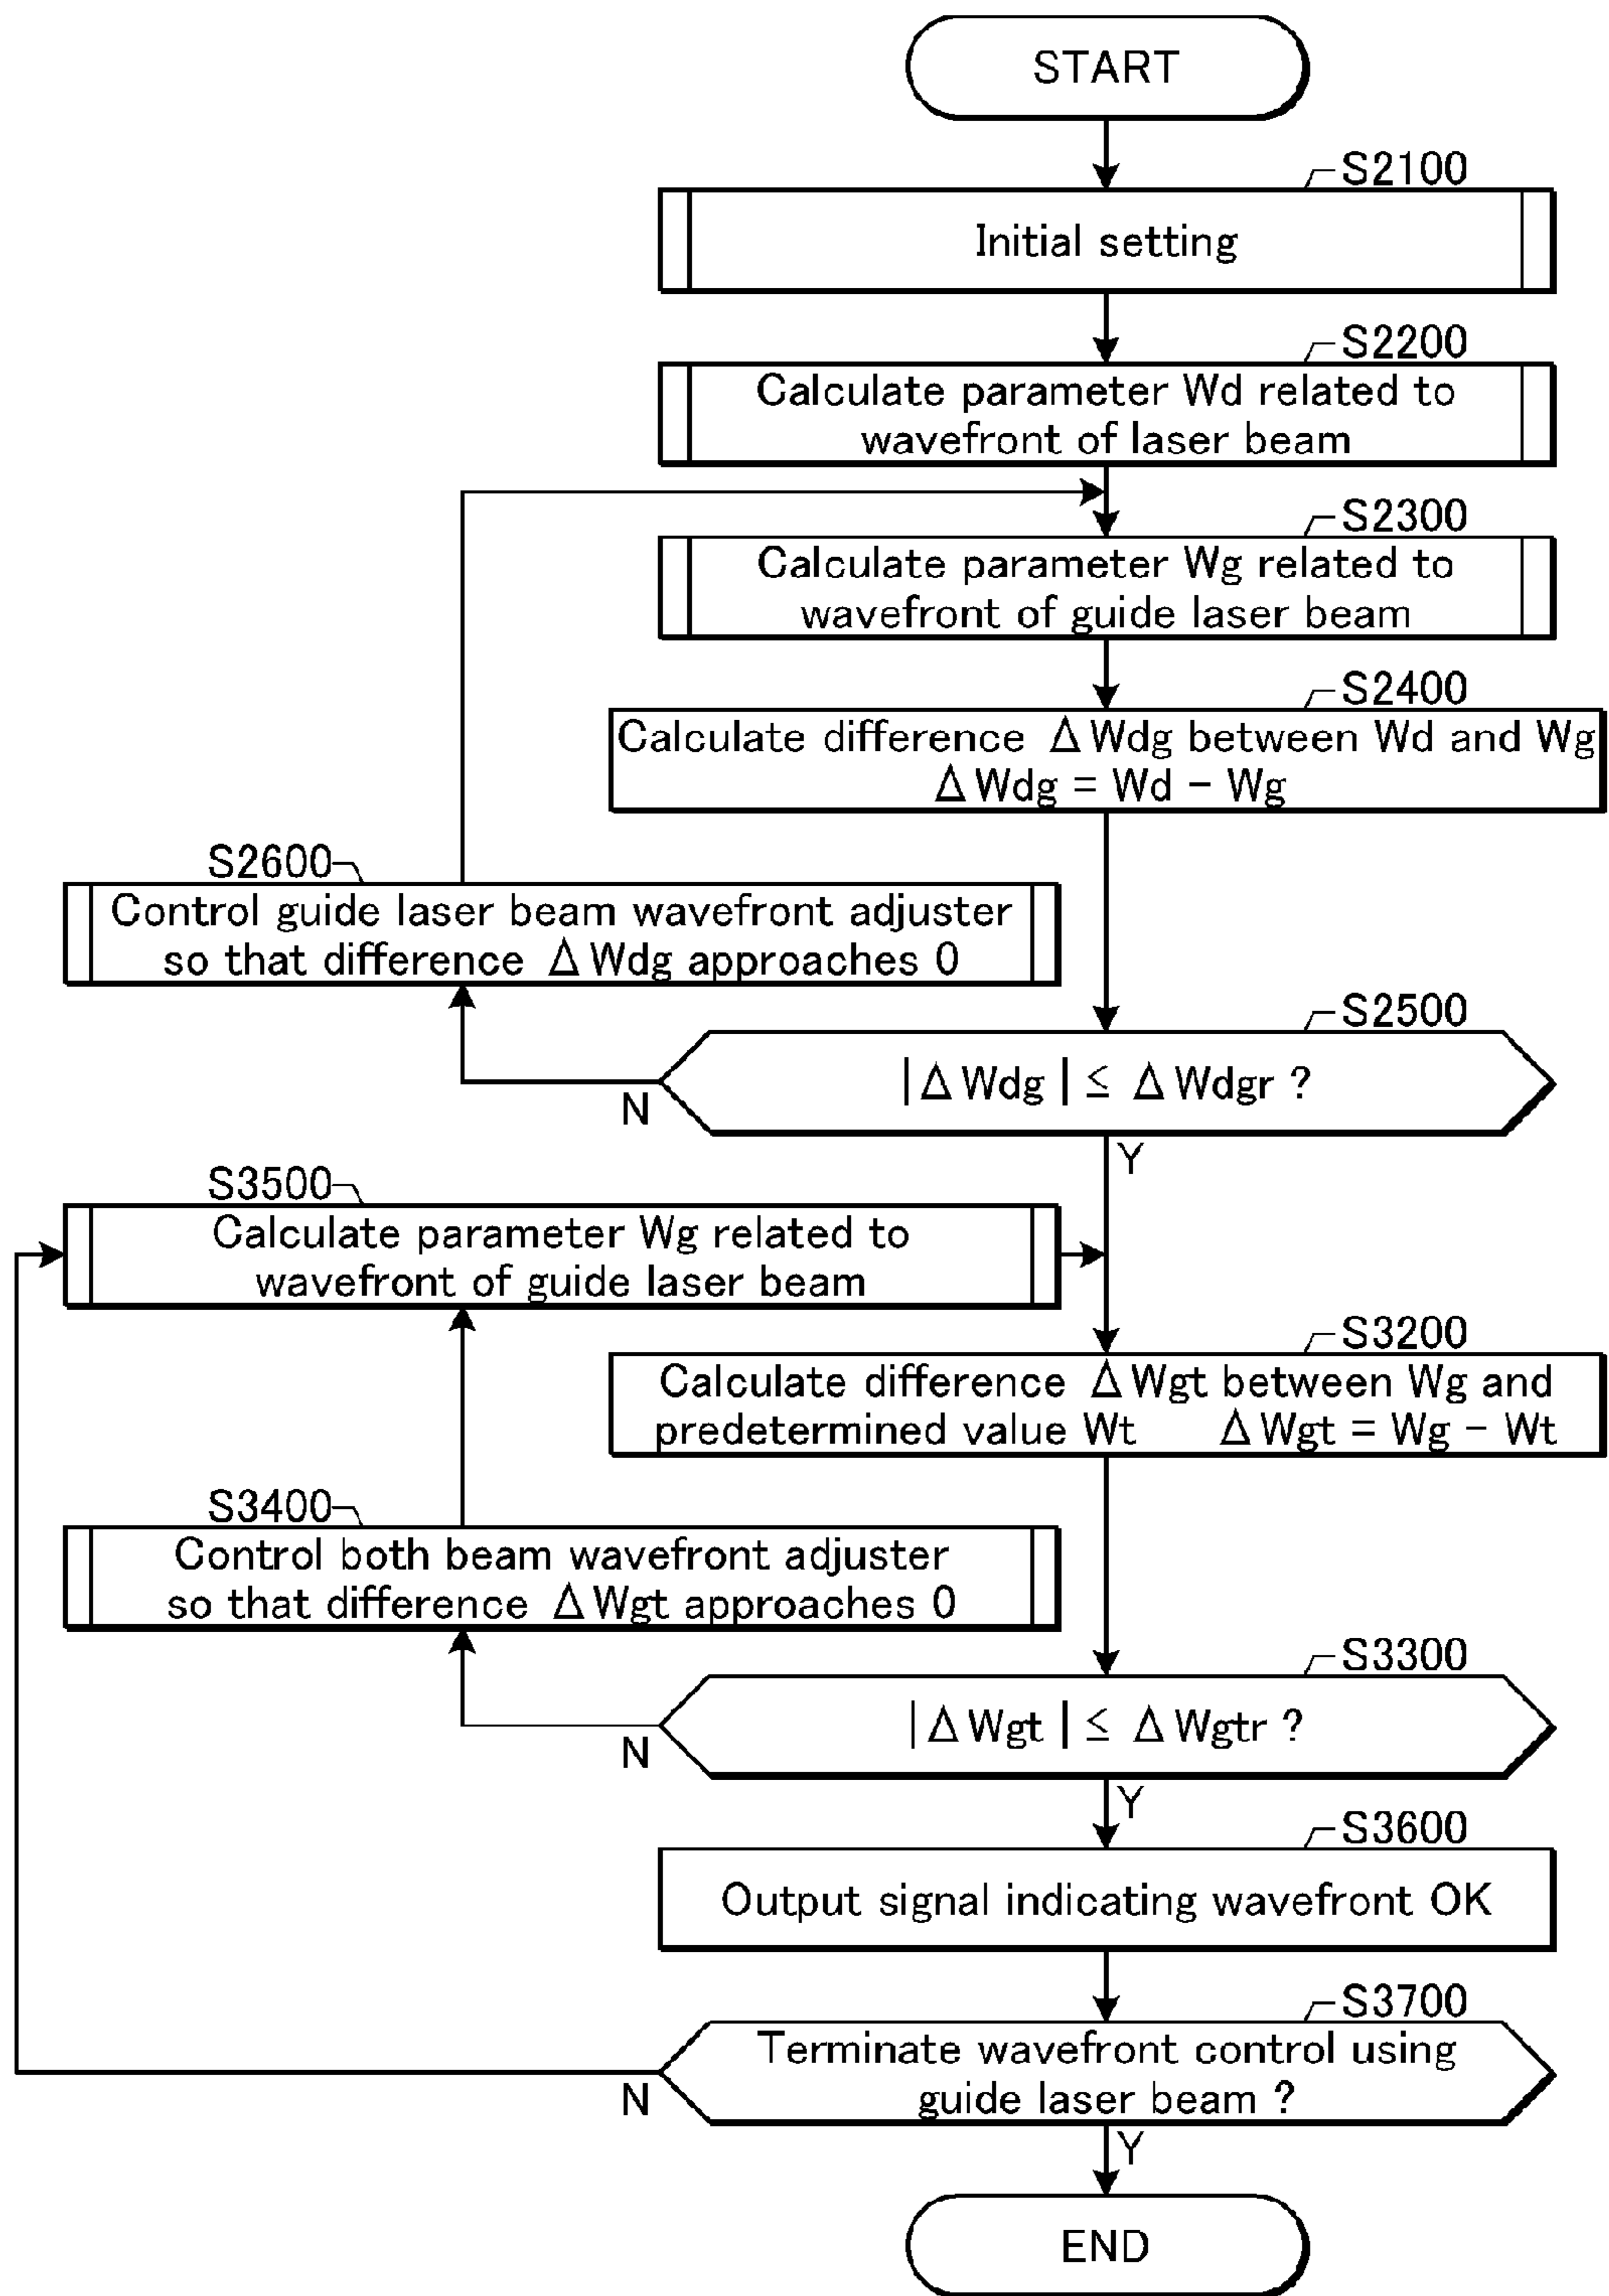 START
S2100
Initial setting
S2200
Calculate parameter Wd related to
wavefront of laser beam
S2300
Calculate parameter Wg related to
wavefront of guide laser beam
S2400
Calculate difference ΔWdg between Wd and Wg
ΔWdg = Wd - Wg
S2600
Control guide laser beam wavefront adjuster
so that difference ΔWdg approaches 0
S2500
|ΔWdg| ≤ ΔWdgr ?
N
Y
S3500
Calculate parameter Wg related to
wavefront of guide laser beam
S3200
Calculate difference ΔWgt between Wg and
predetermined value Wt ΔWgt = Wg - Wt
S3400
Control both beam wavefront adjuster
so that difference ΔWgt approaches 0
S3300
|ΔWgt| ≤ ΔWgtr ?
N
Y
S3600
Output signal indicating wavefront OK
S3700
Terminate wavefront control using
guide laser beam ?
N
Y
END